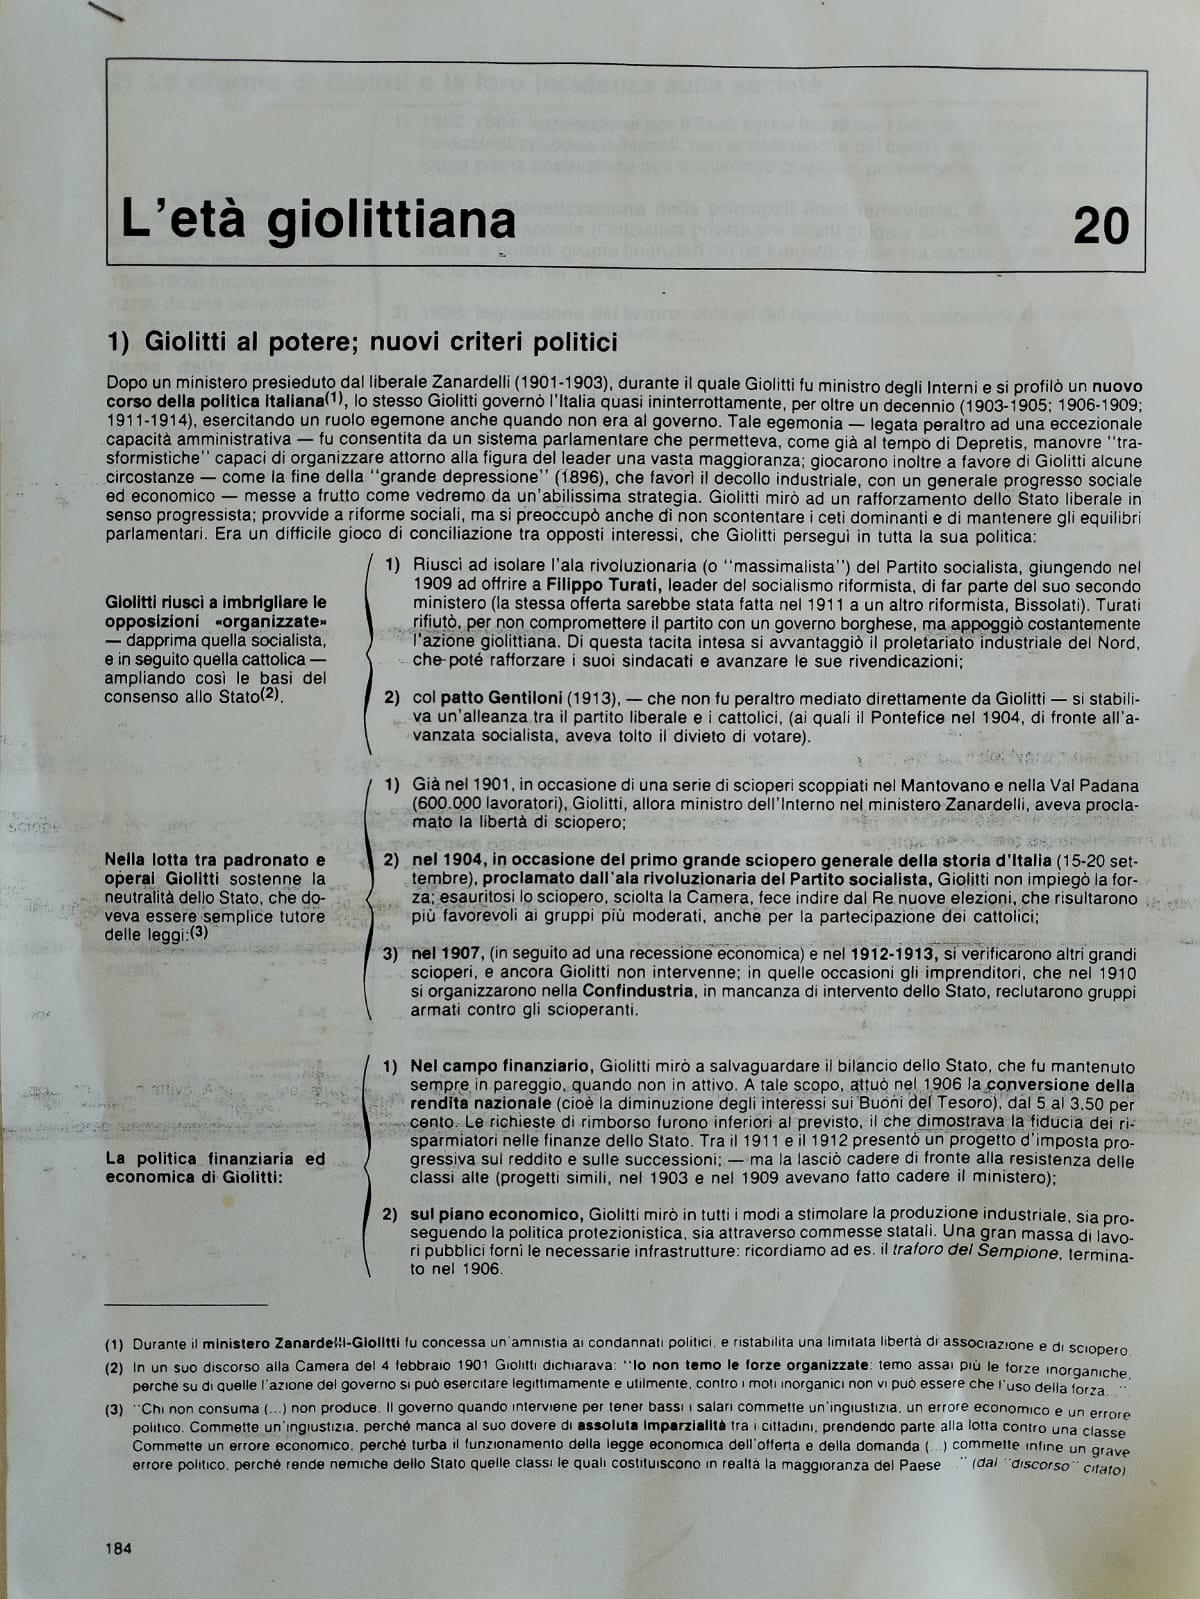 L'età giolittiana
20
1) Giolitti al potere; nuovi criteri politici
Dopo un ministero presieduto dal liberale Zanardelli (1901-1903), durante il quale Giolitti fu ministro degli Interni e si profilò un nuovo
corso della politica Italiana(1), lo stesso Giolitti governò l'Italia quasi ininterrottamente, per oltre un decennio (1903-1905; 1906-1909;
1911-1914), esercitando un ruolo egemone anche quando non era al governo. Tale egemonia — legata peraltro ad una eccezionale
capacità amministrativa — fu consentita da un sistema parlamentare che permetteva, come già al tempo di Depretis, manovre "tra-
sformistiche" capaci di organizzare attorno alla figura del leader una vasta maggioranza; giocarono inoltre a favore di Giolitti alcune
circostanze — come la fine della "grande depressione" (1896), che favorì il decollo industriale, con un generale progresso sociale
ed economico — messe a frutto come vedremo da un'abilissima strategia. Giolitti mirò ad un rafforzamento dello Stato liberale in
senso progressista; provvide a riforme sociali, ma si preoccupò anche di non scontentare i ceti dominanti e di mantenere gli equilibri
parlamentari. Era un difficile gioco di conciliazione tra opposti interessi, che Giolitti perseguì in tutta la sua politica:
Giolitti riuscì a imbrigliare le
opposizioni «organizzate»
— dapprima quella socialista,
e in seguito quella cattolica —
ampliando così le basi del
consenso allo Stato(2).
1) Riuscì ad isolare l'ala rivoluzionaria (o "massimalista") del Partito socialista, giungendo nel
1909 ad offrire a Filippo Turati, leader del socialismo riformista, di far parte del suo secondo
ministero (la stessa offerta sarebbe stata fatta nel 1911 a un altro riformista, Bissolati). Turati
rifiutò, per non compromettere il partito con un governo borghese, ma appoggiò costantemente
l'azione giolittiana. Di questa tacita intesa si avvantaggiò il proletariato industriale del Nord,
che poté rafforzare i suoi sindacati e avanzare le sue rivendicazioni;
2) col patto Gentiloni (1913), — che non fu peraltro mediato direttamente da Giolitti — si stabili-
va un'alleanza tra il partito liberale e i cattolici, (ai quali il Pontefice nel 1904, di fronte all'a-
vanzata socialista, aveva tolto il divieto di votare).
Nella lotta tra padronato e
operai Giolitti sostenne la
neutralità dello Stato, che do-
veva essere semplice tutore
delle leggi:(3)
1) Già nel 1901, in occasione di una serie di scioperi scoppiati nel Mantovano e nella Val Padana
(600.000 lavoratori), Giolitti, allora ministro dell'Interno nel ministero Zanardelli, aveva procla-
mato la libertà di sciopero;
2) nel 1904, in occasione del primo grande sciopero generale della storia d'Italia (15-20 set-
tembre), proclamato dall'ala rivoluzionaria del Partito socialista, Giolitti non impiegò la for-
za; esauritosi lo sciopero, sciolta la Camera, fece indire dal Re nuove elezioni, che risultarono
più favorevoli ai gruppi più moderati, anche per la partecipazione dei cattolici;
3) nel 1907, (in seguito ad una recessione economica) e nel 1912-1913, si verificarono altri grandi
scioperi, e ancora Giolitti non intervenne; in quelle occasioni gli imprenditori, che nel 1910
si organizzarono nella Confindustria, in mancanza di intervento dello Stato, reclutarono gruppi
armati contro gli scioperanti.
La politica finanziaria ed
economica di Giolitti:
1) Nel campo finanziario, Giolitti mirò a salvaguardare il bilancio dello Stato, che fu mantenuto
sempre in pareggio, quando non in attivo. A tale scopo, attuò nel 1906 la conversione della
rendita nazionale (cioè la diminuzione degli interessi sui Buoni del Tesoro), dal 5 al 3,50 per
cento. Le richieste di rimborso furono inferiori al previsto, il che dimostrava la fiducia dei ri-
sparmiatori nelle finanze dello Stato. Tra il 1911 e il 1912 presentò un progetto d'imposta pro-
gressiva sul reddito e sulle successioni; — ma la lasciò cadere di fronte alla resistenza delle
classi alte (progetti simili, nel 1903 e nel 1909 avevano fatto cadere il ministero);
2) sul piano economico, Giolitti mirò in tutti i modi a stimolare la produzione industriale, sia pro-
seguendo la politica protezionistica, sia attraverso commesse statali. Una gran massa di lavo-
ri pubblici fornì le necessarie infrastrutture: ricordiamo ad es. il traforo del Sempione, termina-
to nel 1906.
(1) Durante il ministero Zanardelli-Giolitti fu concessa un'amnistia ai condannati politici, e ristabilita una limitata libertà di associazione e di sciopero.
(2) In un suo discorso alla Camera del 4 febbraio 1901 Giolitti dichiarava: "Io non temo le forze organizzate: temo assai più le forze inorganiche,
perché su di quelle l'azione del governo si può esercitare legittimamente e utilmente, contro i moti inorganici non vi può essere che l'uso della forza...".
(3) "Chi non consuma (...) non produce. Il governo quando interviene per tener bassi i salari commette un'ingiustizia, un errore economico e un errore
politico. Commette un'ingiustizia, perché manca al suo dovere di assoluta imparzialità tra i cittadini, prendendo parte alla lotta contro una classe
Commette un errore economico, perché turba il funzionamento della legge economica dell'offerta e della domanda (...) commette infine un grave
errore politico, perché rende nemiche dello Stato quelle classi le quali costituiscono in realtà la maggioranza del Paese ." (dal "discorso" citato)
184